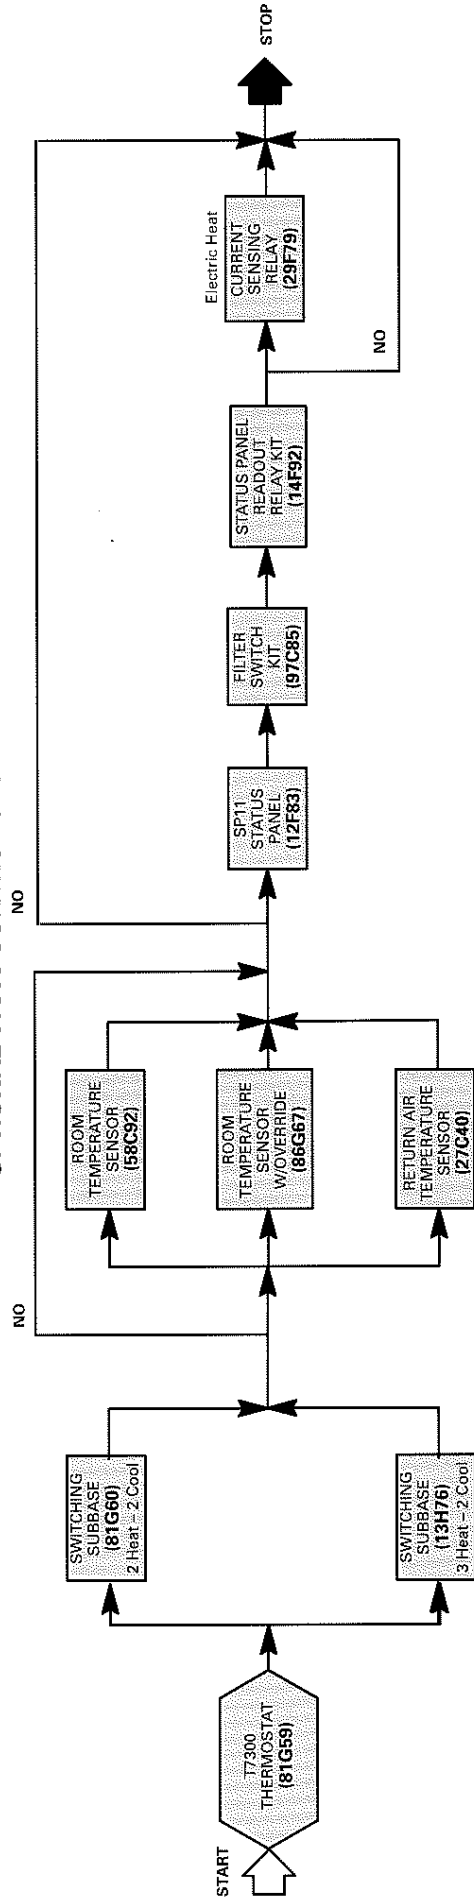 START
T7300
THERMOSTAT
(81G59)
SWITCHING
SUBBASE
(81G60)
2 Heat – 2 Cool
SWITCHING
SUBBASE
(13H76)
3 Heat – 2 Cool
NO
ROOM
TEMPERATURE
SENSOR
(58C92)
ROOM
TEMPERATURE
SENSOR
W/OVERRIDE
(86G67)
RETURN AIR
TEMPERATURE
SENSOR
(27C40)
NO
SP11
STATUS
PANEL
(12F83)
FILTER
SWITCH
KIT
(97C85)
STATUS PANEL
READOUT
RELAY KIT
(14F92)
NO
Electric Heat
CURRENT
SENSING
RELAY
(29F79)
STOP